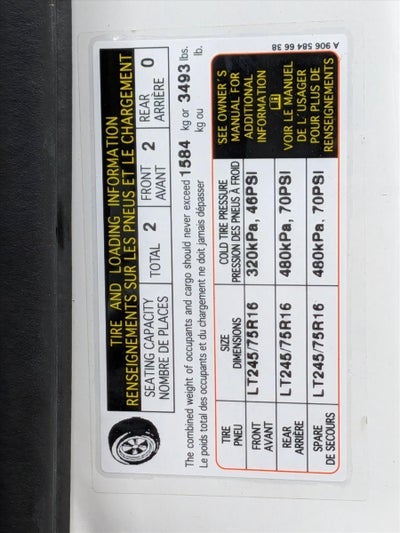 TIRE AND LOADING INFORMATION
RENSEIGNEMENTS SUR LES PNEUS ET LE CHARGEMENT
SEATING CAPACITY
NOMBRE DE PLACES
TOTAL 2
FRONT
AVANT
2
REAR
ARRIÈRE
0
The combined weight of occupants and cargo should never exceed 1584 kg or 3493 lbs.
Le poids total des occupants et du chargement ne doit jamais dépasser kg ou lb.
TIRE
PNEU
SIZE
DIMENSIONS
COLD TIRE PRESSURE
PRESSION DES PNEUS À FROID
FRONT
AVANT
LT245/75R16
320kPa, 46PSI
REAR
ARRIÈRE
LT245/75R16
480kPa, 70PSI
SPARE
DE SECOURS
LT245/75R16
480kPa, 70PSI
SEE OWNER'S
MANUAL FOR
ADDITIONAL
INFORMATION
VOIR LE MANUEL
DE L'USAGER
POUR PLUS DE
RENSEIGNEMENTS
A 906 584 66 38